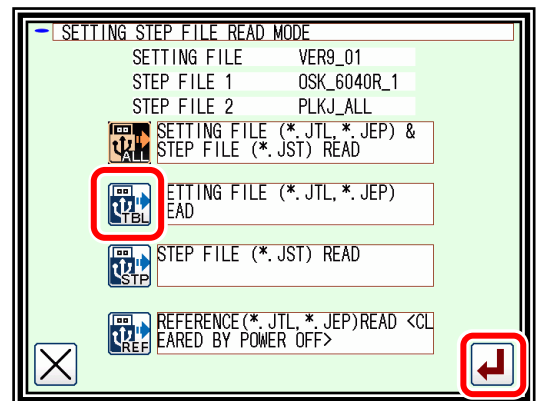 SETTING STEP FILE READ MODE
SETTING FILE VER9_01
STEP FILE 1 OSK_6040R_1
STEP FILE 2 PLKJ_ALL
ALL SETTING FILE (*.JTL,*.JEP) &
STEP FILE (*.JST) READ
TBL ETTING FILE (*.JTL,*.JEP)
EAD
STP STEP FILE (*.JST) READ
REF REFERENCE(*.JTL,*.JEP)READ <CL
EARED BY POWER OFF>